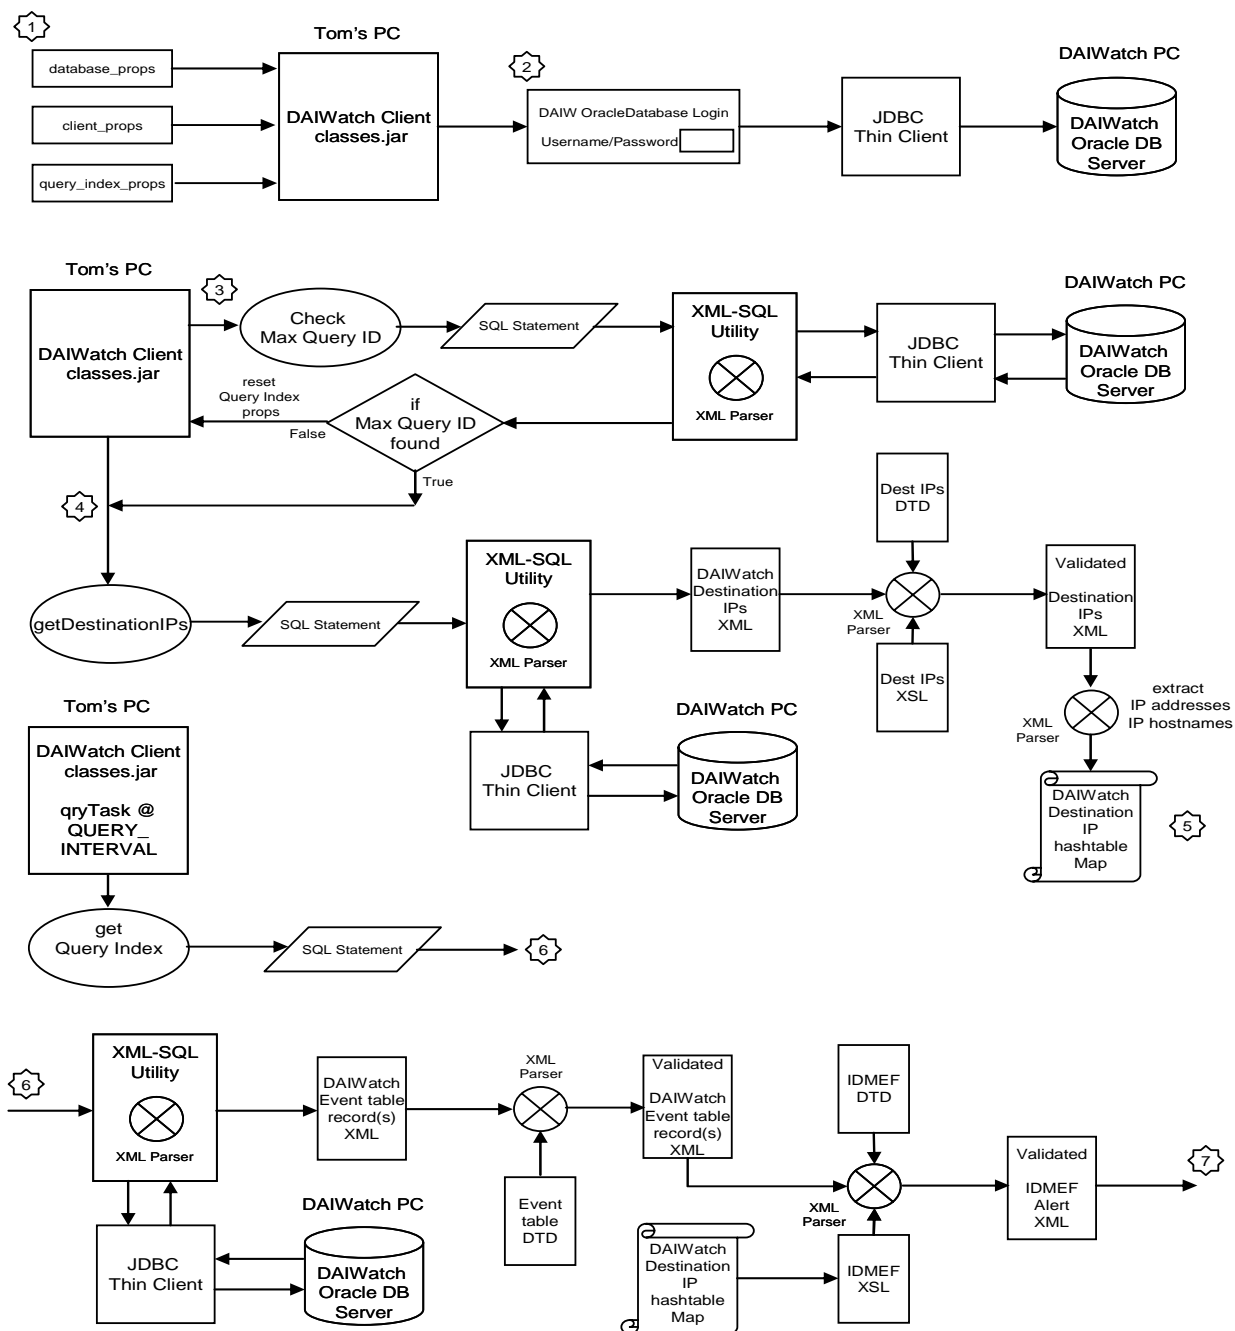 1
Tom's PC
database_props
client_props
query_index_props
DAIWatch Client
classes.jar
2
DAIW OracleDatabase Login
Username/Password
JDBC
Thin Client
DAIWatch PC
DAIWatch
Oracle DB
Server
Tom's PC
DAIWatch Client
classes.jar
3
Check
Max Query ID
SQL Statement
XML-SQL
Utility
XML Parser
JDBC
Thin Client
DAIWatch PC
DAIWatch
Oracle DB
Server
reset
Query Index
props
False
if
Max Query ID
found
True
4
getDestinationIPs
SQL Statement
XML-SQL
Utility
XML Parser
DAIWatch
Destination
IPs
XML
Dest IPs
DTD
XML
Parser
Dest IPs
XSL
Validated
Destination
IPs
XML
extract
IP addresses
IP hostnames
XML
Parser
DAIWatch
Destination
IP
hashtable
Map
5
JDBC
Thin Client
DAIWatch PC
DAIWatch
Oracle DB
Server
Tom's PC
DAIWatch Client
classes.jar
qryTask @
QUERY_
INTERVAL
get
Query Index
SQL Statement
6
6
XML-SQL
Utility
XML Parser
DAIWatch
Event table
record(s)
XML
XML
Parser
Event
table
DTD
Validated
DAIWatch
Event table
record(s)
XML
IDMEF
DTD
XML
Parser
IDMEF
XSL
Validated
IDMEF
Alert
XML
7
JDBC
Thin Client
DAIWatch PC
DAIWatch
Oracle DB
Server
DAIWatch
Destination
IP
hashtable
Map